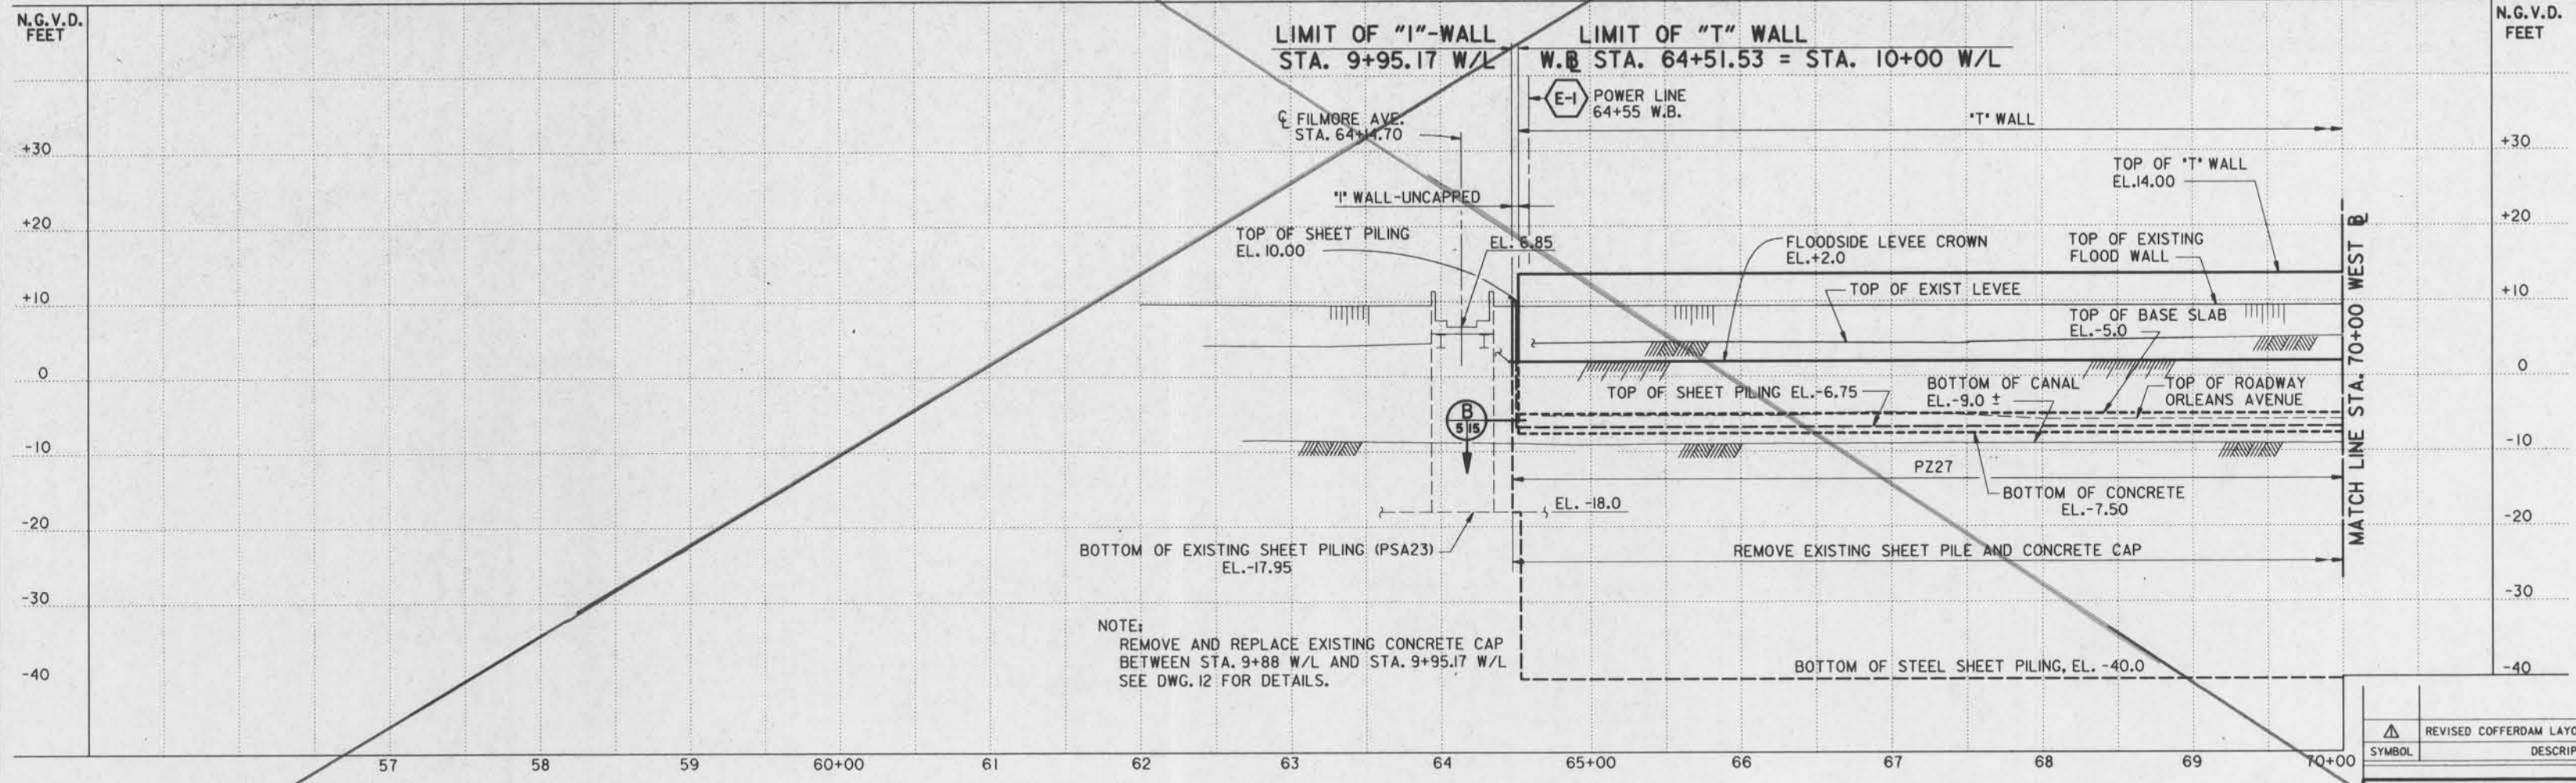 N.G.V.D.
FEET
N.G.V.D.
FEET
LIMIT OF "I"-WALL
STA. 9+95.17 W/L
LIMIT OF "T" WALL
W.B℄ STA. 64+51.53 = STA. 10+00 W/L
E-1
POWER LINE
64+55 W.B.
℄ FILMORE AVE.
STA. 64+14.70
"T" WALL
"I" WALL-UNCAPPED
TOP OF "T" WALL
EL.14.00
TOP OF SHEET PILING
EL. 10.00
EL. 6.85
FLOODSIDE LEVEE CROWN
EL.+2.0
TOP OF EXISTING
FLOOD WALL
TOP OF EXIST LEVEE
TOP OF BASE SLAB
EL.-5.0
TOP OF SHEET PILING EL.-6.75
BOTTOM OF CANAL
EL.-9.0 ±
TOP OF ROADWAY
ORLEANS AVENUE
B
5 15
PZ27
BOTTOM OF CONCRETE
EL.-7.50
EL. -18.0
BOTTOM OF EXISTING SHEET PILING (PSA23)
EL.-17.95
REMOVE EXISTING SHEET PILE AND CONCRETE CAP
NOTE:
REMOVE AND REPLACE EXISTING CONCRETE CAP
BETWEEN STA. 9+88 W/L AND STA. 9+95.17 W/L
SEE DWG. 12 FOR DETAILS.
BOTTOM OF STEEL SHEET PILING, EL. -40.0
MATCH LINE STA. 70+00 WEST B℄
+30
+20
+10
0
-10
-20
-30
-40
+30
+20
+10
0
-10
-20
-30
-40
57 58 59 60+00 61 62 63 64 65+00 66 67 68 69 70+00
REVISED COFFERDAM LAYO
SYMBOL DESCRIP